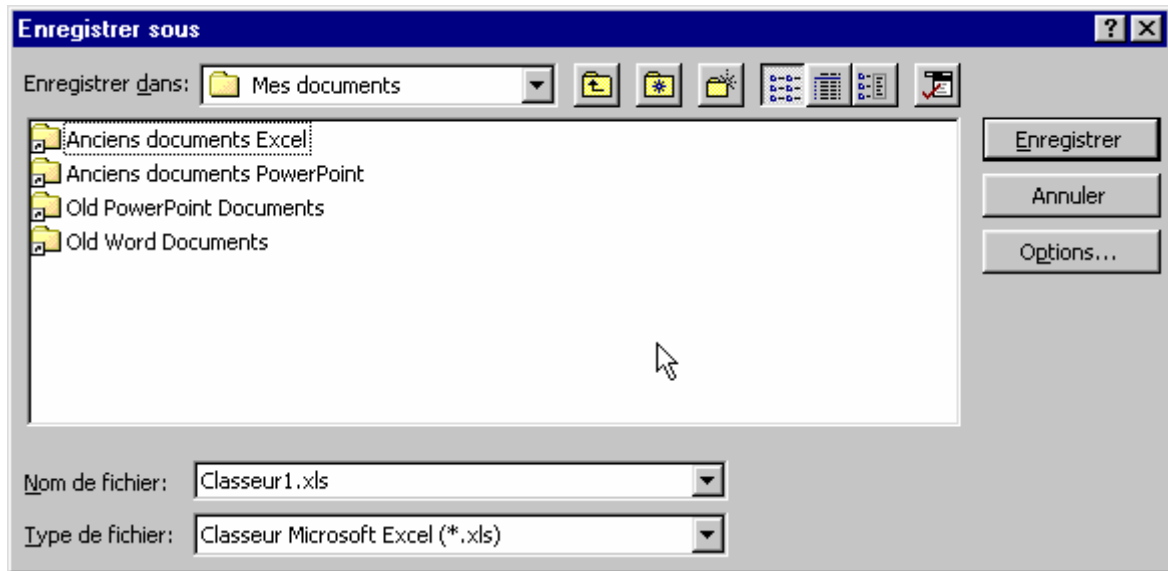 Enregistrer sous
Enregistrer dans: Mes documents
Anciens documents Excel
Anciens documents PowerPoint
Old PowerPoint Documents
Old Word Documents
Enregistrer
Annuler
Options...
Nom de fichier: Classeur1.xls
Type de fichier: Classeur Microsoft Excel (*.xls)